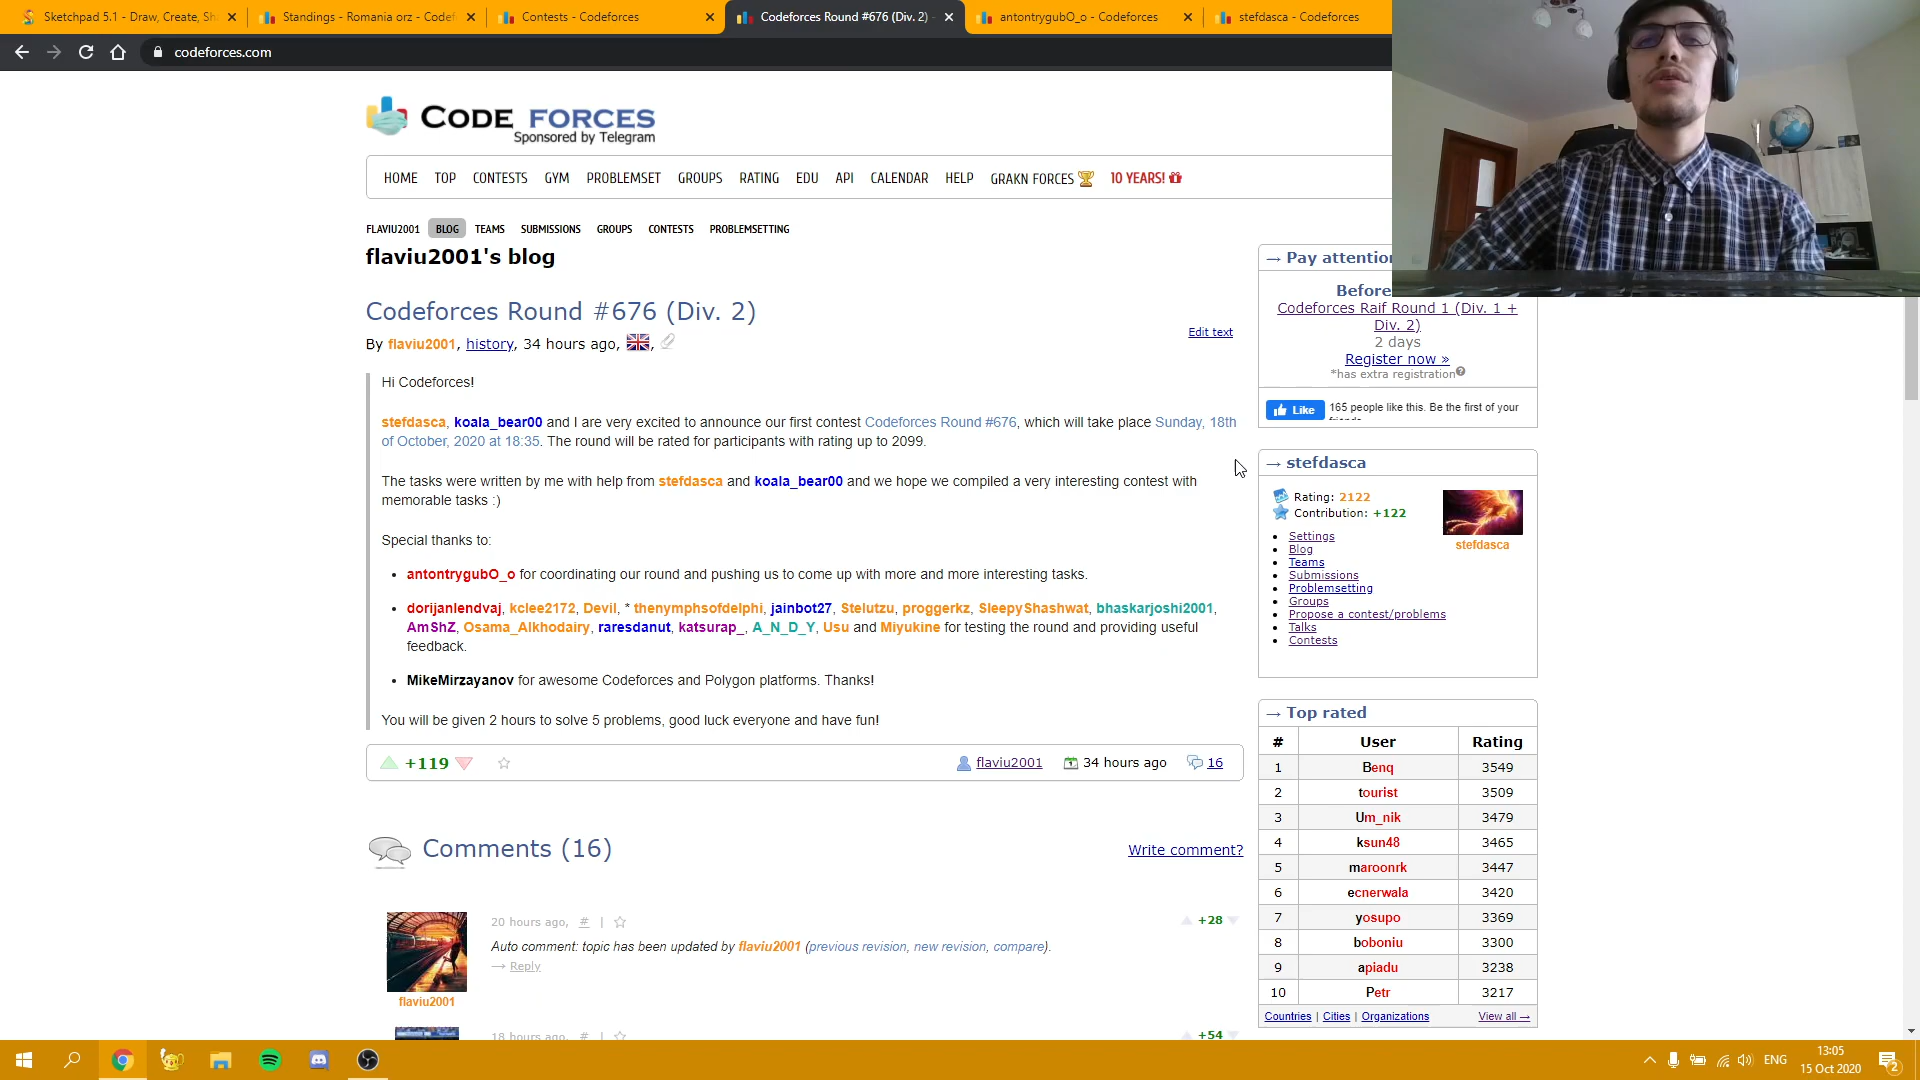 Sketchpad 5.1 - Draw, Create, Sh
Standings - Romania orz - Codef
Contests - Codeforces
Codeforces Round #676 (Div. 2) -
antontrygubO_o - Codeforces
stefdasca - Codeforces
codeforces.com
CODE FORCES
Sponsored by Telegram
HOME TOP CONTESTS GYM PROBLEMSET GROUPS RATING EDU API CALENDAR HELP GRAKN FORCES 10 YEARS!
FLAVIU2001 BLOG TEAMS SUBMISSIONS GROUPS CONTESTS PROBLEMSETTING
flaviu2001's blog
Codeforces Round #676 (Div. 2)
By flaviu2001, history, 34 hours ago,
Edit text
Hi Codeforces!
stefdasca, koala_bear00 and I are very excited to announce our first contest Codeforces Round #676, which will take place Sunday, 18th
of October, 2020 at 18:35. The round will be rated for participants with rating up to 2099.
The tasks were written by me with help from stefdasca and koala_bear00 and we hope we compiled a very interesting contest with
memorable tasks :)
Special thanks to:
• antontrygubO_o for coordinating our round and pushing us to come up with more and more interesting tasks.
• dorijanlendvaj, kclee2172, Devil, * thenymphsofdelphi, jainbot27, Stelutzu, proggerkz, SleepyShashwat, bhaskarjoshi2001,
AmShZ, Osama_Alkhodairy, raresdanut, katsurap_, A_N_D_Y, Usu and Miyukine for testing the round and providing useful
feedback.
• MikeMirzayanov for awesome Codeforces and Polygon platforms. Thanks!
You will be given 2 hours to solve 5 problems, good luck everyone and have fun!
+119
flaviu2001 34 hours ago 16
Comments (16)
Write comment?
20 hours ago, # |
+28
Auto comment: topic has been updated by flaviu2001 (previous revision, new revision, compare).
→ Reply
flaviu2001
18 hours ago, # |
+54
→ Pay attention
Before
Codeforces Raif Round 1 (Div. 1 +
Div. 2)
2 days
Register now »
*has extra registration
Like 165 people like this. Be the first of your
friends.
→ stefdasca
Rating: 2122
Contribution: +122
stefdasca
• Settings
• Blog
• Teams
• Submissions
• Problemsetting
• Groups
• Propose a contest/problems
• Talks
• Contests
→ Top rated
# User Rating
1 Benq 3549
2 tourist 3509
3 Um_nik 3479
4 ksun48 3465
5 maroonrk 3447
6 ecnerwala 3420
7 yosupo 3369
8 boboniu 3300
9 apiadu 3238
10 Petr 3217
Countries | Cities | Organizations View all →
ENG
13:05
15 Oct 2020
2